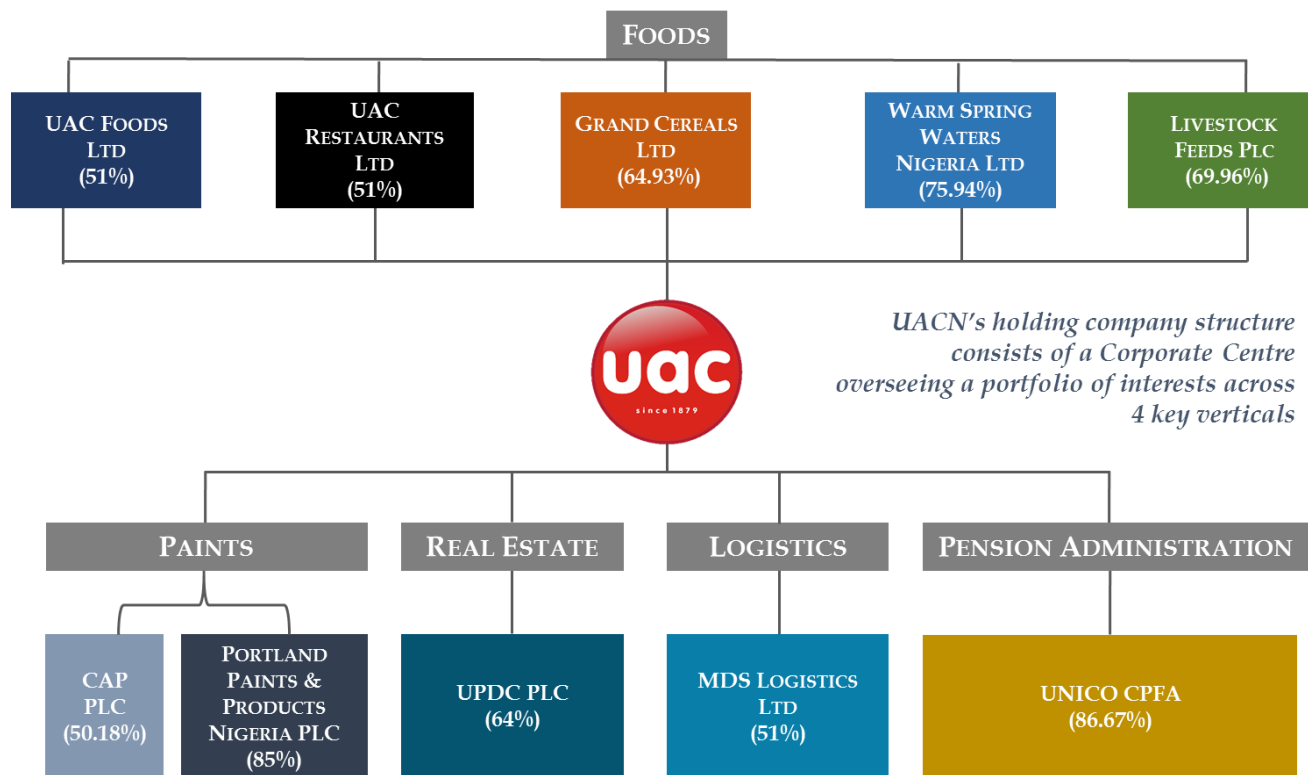 FOODS
UAC FOODS
LTD
(51%)
UAC
RESTAURANTS
LTD
(51%)
GRAND CEREALS
LTD
(64.93%)
WARM SPRING
WATERS
NIGERIA LTD
(75.94%)
LIVESTOCK
FEEDS PLC
(69.96%)
uac
since 1879
UACN's holding company structure
consists of a Corporate Centre
overseeing a portfolio of interests across
4 key verticals
PAINTS
REAL ESTATE
LOGISTICS
PENSION ADMINISTRATION
CAP
PLC
(50.18%)
PORTLAND
PAINTS &
PRODUCTS
NIGERIA PLC
(85%)
UPDC PLC
(64%)
MDS LOGISTICS
LTD
(51%)
UNICO CPFA
(86.67%)